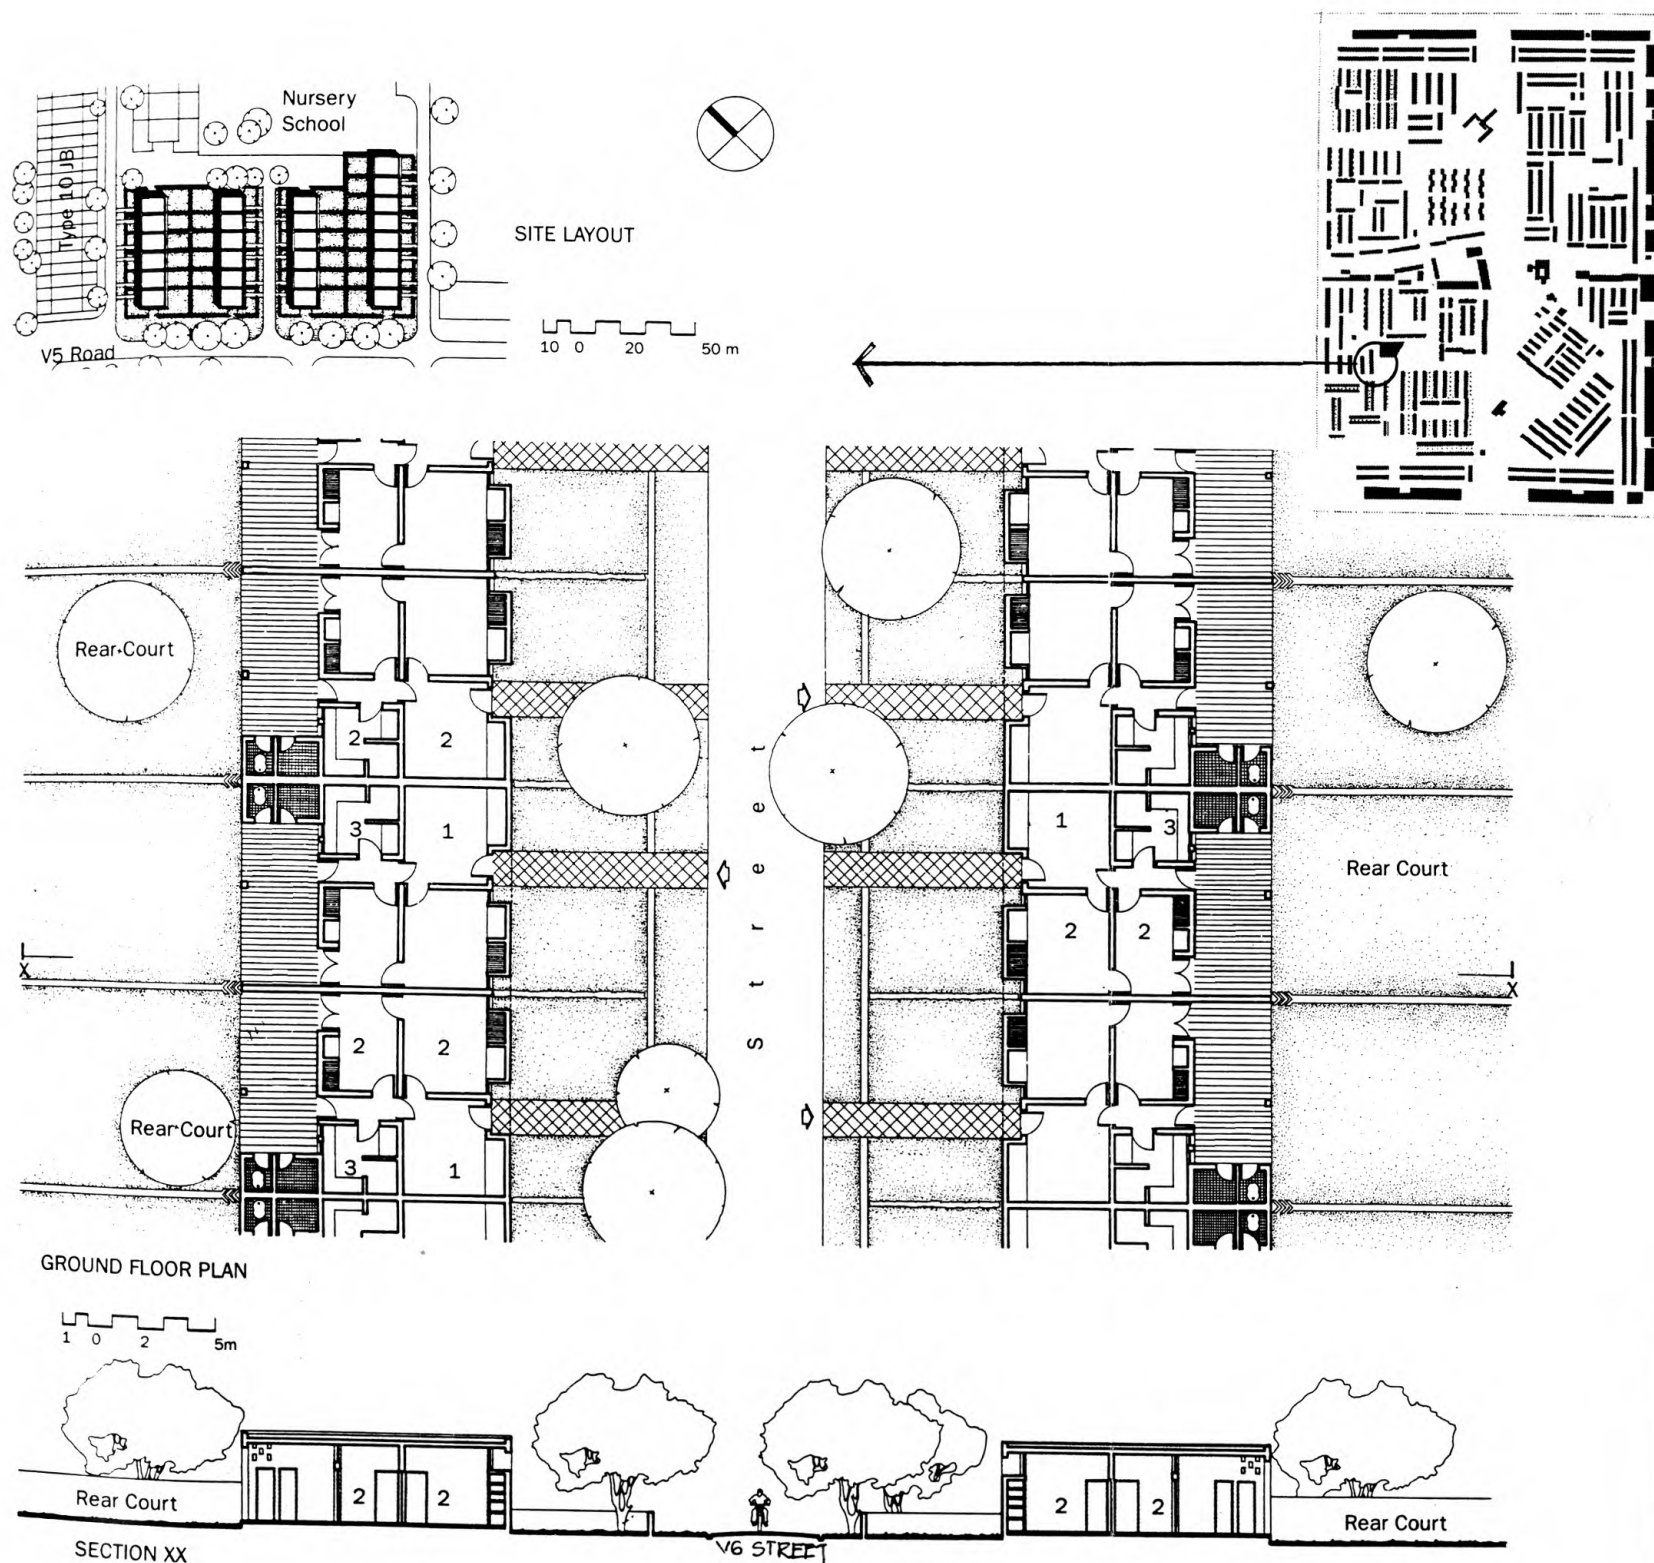 Nursery
School
Type 10 JB
SITE LAYOUT
V5 Road
10 0 20 50 m
Rear Court
2
2
3
1
1
3
Rear Court
2
2
2
2
Street
X
X
Rear Court
3
1
GROUND FLOOR PLAN
1 0 2 5m
Rear Court
2
2
2
2
Rear Court
V6 STREET
SECTION XX